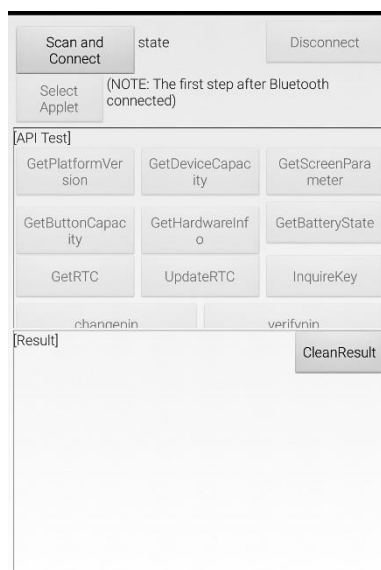 Scan and
Connect
state
Disconnect
Select
Applet
(NOTE: The first step after Bluetooth
connected)
[API Test]
GetPlatformVer
sion
GetDeviceCapac
ity
GetScreenPara
meter
GetButtonCapac
ity
GetHardwareInf
o
GetBatteryState
GetRTC
UpdateRTC
InquireKey
changepin
verifypin
[Result]
CleanResult